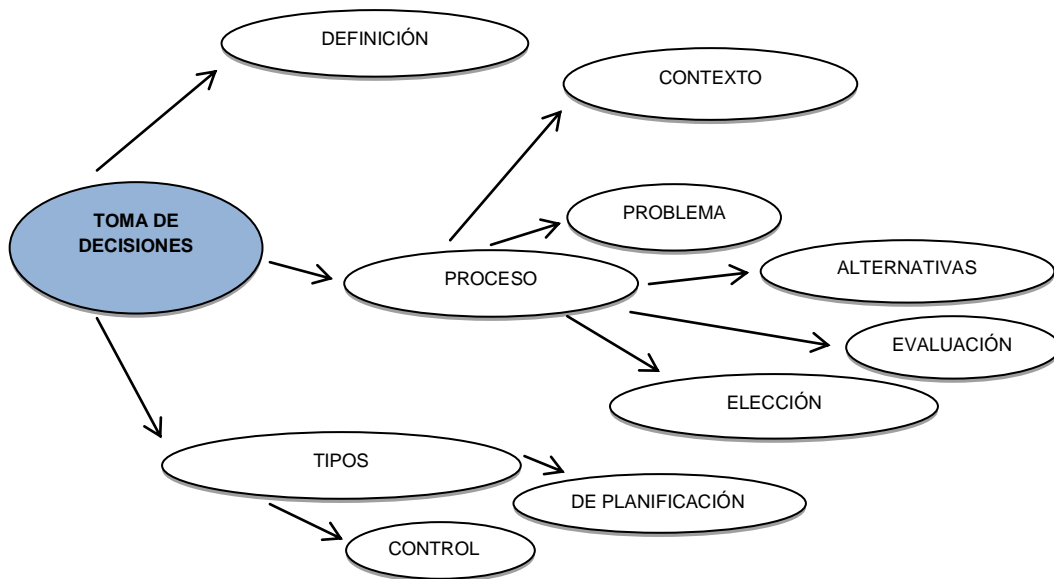 DEFINICIÓN
CONTEXTO
PROBLEMA
TOMA DE
DECISIONES
PROCESO
ALTERNATIVAS
EVALUACIÓN
ELECCIÓN
TIPOS
DE PLANIFICACIÓN
CONTROL